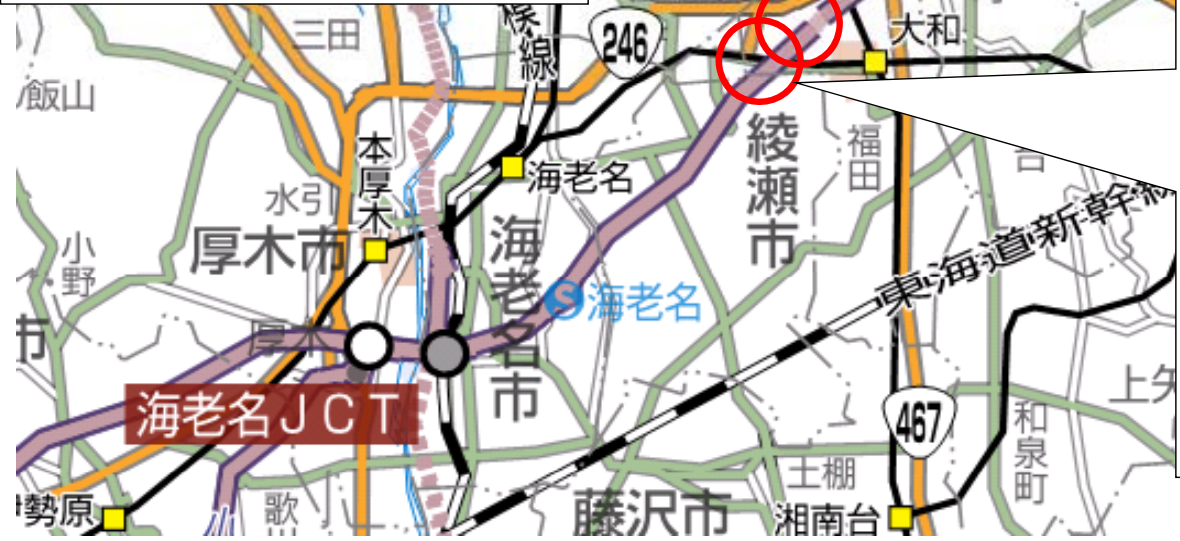 三田
246
線
大和
飯山
本厚木
海老名
綾瀬市
福田
水引
厚木市
小野
海老名市
東海道新幹線
S海老名
市
厚木
海老名JCT
467
上矢
和泉町
土棚
勢原
歌
藤沢市
湘南台